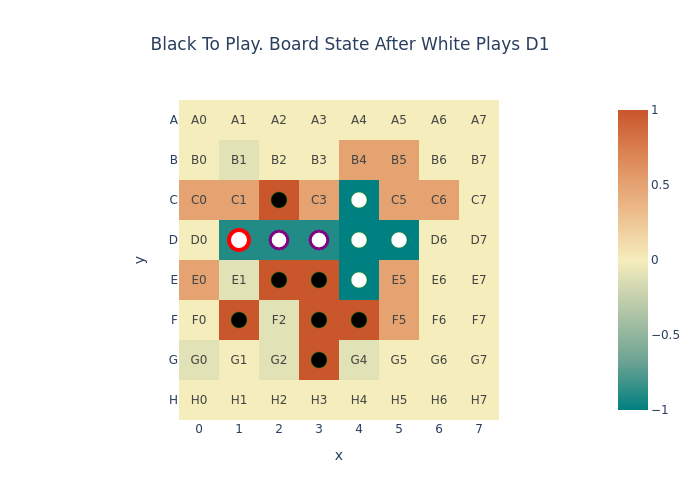 Black To Play. Board State After White Plays D1
A A0 A1 A2 A3 A4 A5 A6 A7
B B0 B1 B2 B3 B4 B5 B6 B7
C C0 C1 C3 C5 C6 C7
D D0 D6 D7
E E0 E1 E5 E6 E7
F F0 F2 F5 F6 F7
G G0 G1 G2 G4 G5 G6 G7
H H0 H1 H2 H3 H4 H5 H6 H7
0 1 2 3 4 5 6 7
x
y
1
0.5
0
−0.5
−1